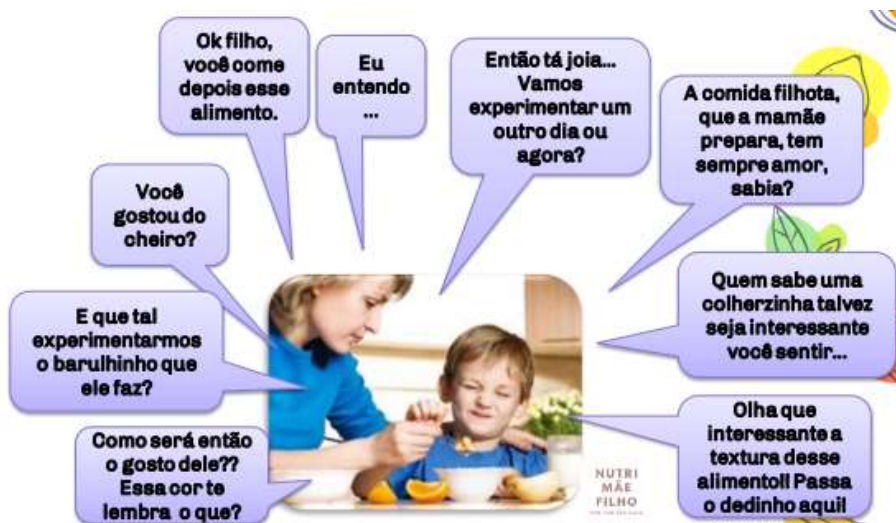 Ok filho,
você come
depois esse
alimento.
Eu
entendo
...
Então tá joia...
Vamos
experimentar um
outro dia ou
agora?
A comida filhota,
que a mamãe
prepara, tem
sempre amor,
sabia?
Você
gostou do
cheiro?
Quem sabe uma
colherzinha talvez
seja interessante
você sentir...
E que tal
experimentarmos
o barulhinho que
ele faz?
Olha que
interessante a
textura desse
alimento!! Passa
o dedinho aqui!
Como será então
o gosto dele??
Essa cor te
lembra o que?
NUTRI
MÃE
FILHO